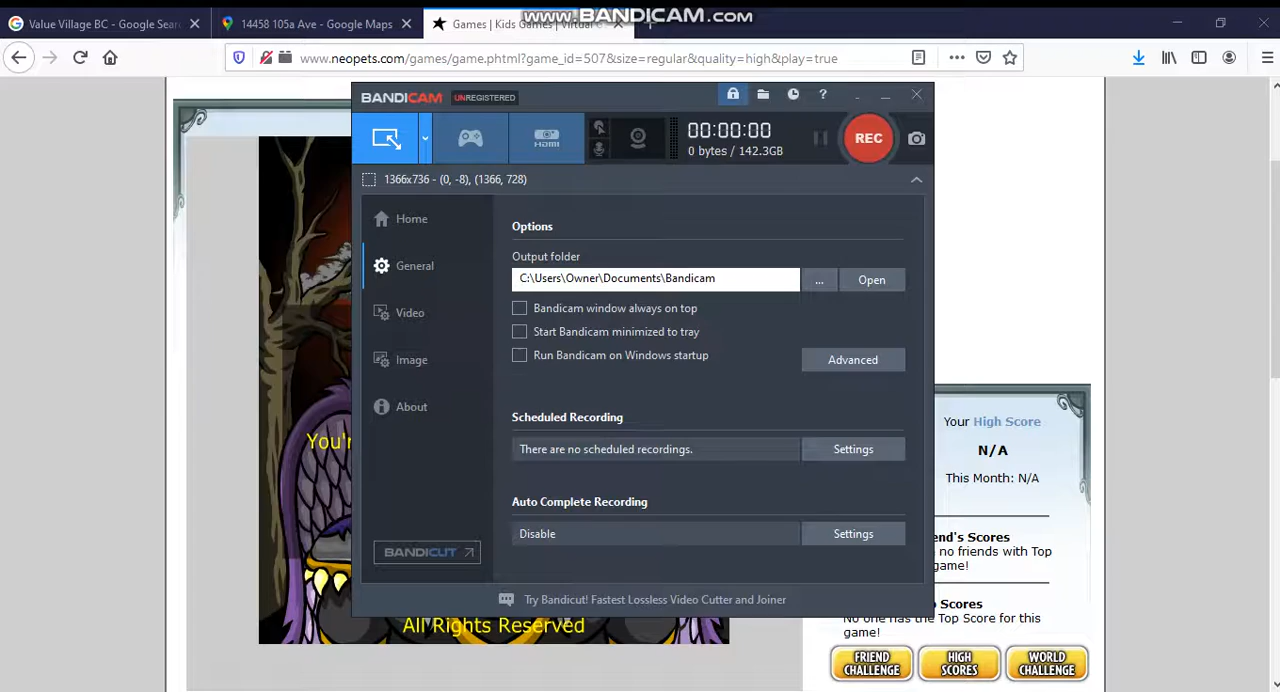 www.BANDICAM.com
Value Village BC - Google Sear
14458 105a Ave - Google Maps
Games | Kids Games | Virtual
www.neopets.com/games/game.phtml?game_id=507&size=regular&quality=high&play=true
BANDICAM UNREGISTERED
HDMI
00:00:00
0 bytes / 142.3GB
REC
1366x736 - (0, -8), (1366, 728)
Home
General
Video
Image
About
BANDICUT
Options
Output folder
C:\Users\Owner\Documents\Bandicam
...
Open
Bandicam window always on top
Start Bandicam minimized to tray
Run Bandicam on Windows startup
Advanced
Scheduled Recording
There are no scheduled recordings.
Settings
Auto Complete Recording
Disable
Settings
Try Bandicut! Fastest Lossless Video Cutter and Joiner
You'r
All Rights Reserved
Your High Score
N/A
This Month: N/A
end's Scores
no friends with Top
ame!
Scores
No one has the Top Score for this
game!
FRIEND CHALLENGE
HIGH SCORES
WORLD CHALLENGE